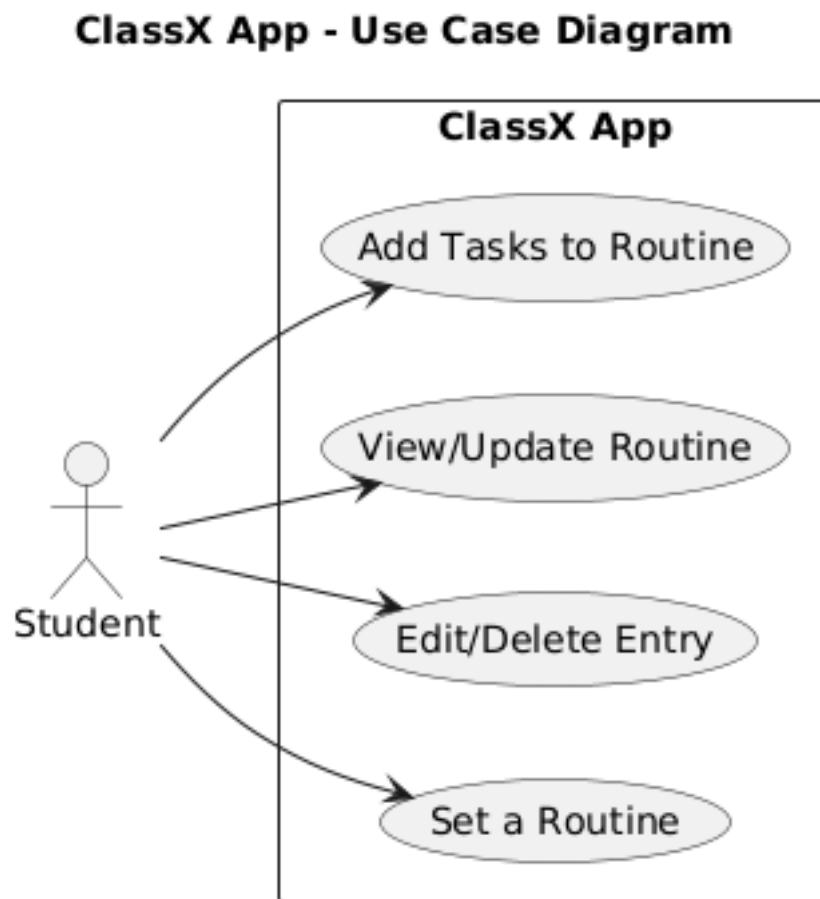 ClassX App - Use Case Diagram
ClassX App
Add Tasks to Routine
View/Update Routine
Edit/Delete Entry
Student
Set a Routine